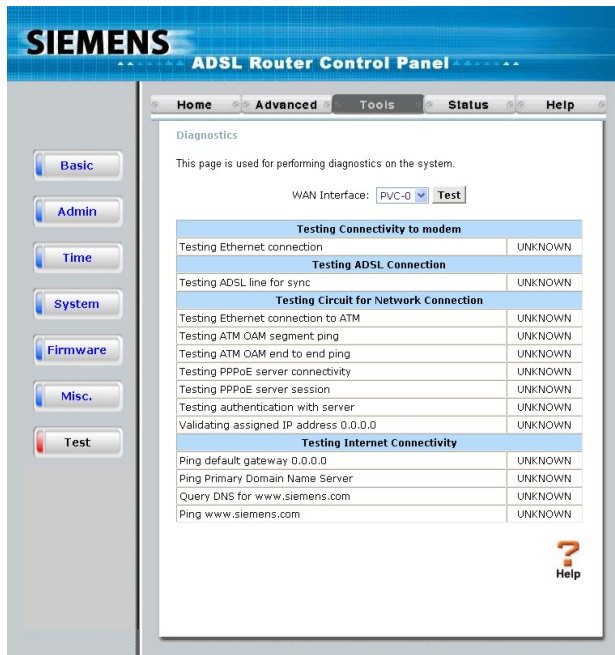 SIEMENS
ADSL Router Control Panel
Home Advanced Tools Status Help
Basic
Admin
Time
System
Firmware
Misc.
Test
Diagnostics
This page is used for performing diagnostics on the system.
WAN Interface: PVC-0 Test
Testing Connectivity to modem
Testing Ethernet connection UNKNOWN
Testing ADSL Connection
Testing ADSL line for sync UNKNOWN
Testing Circuit for Network Connection
Testing Ethernet connection to ATM UNKNOWN
Testing ATM OAM segment ping UNKNOWN
Testing ATM OAM end to end ping UNKNOWN
Testing PPPoE server connectivity UNKNOWN
Testing PPPoE server session UNKNOWN
Testing authentication with server UNKNOWN
Validating assigned IP address 0.0.0.0 UNKNOWN
Testing Internet Connectivity
Ping default gateway 0.0.0.0 UNKNOWN
Ping Primary Domain Name Server UNKNOWN
Query DNS for www.siemens.com UNKNOWN
Ping www.siemens.com UNKNOWN
?
Help